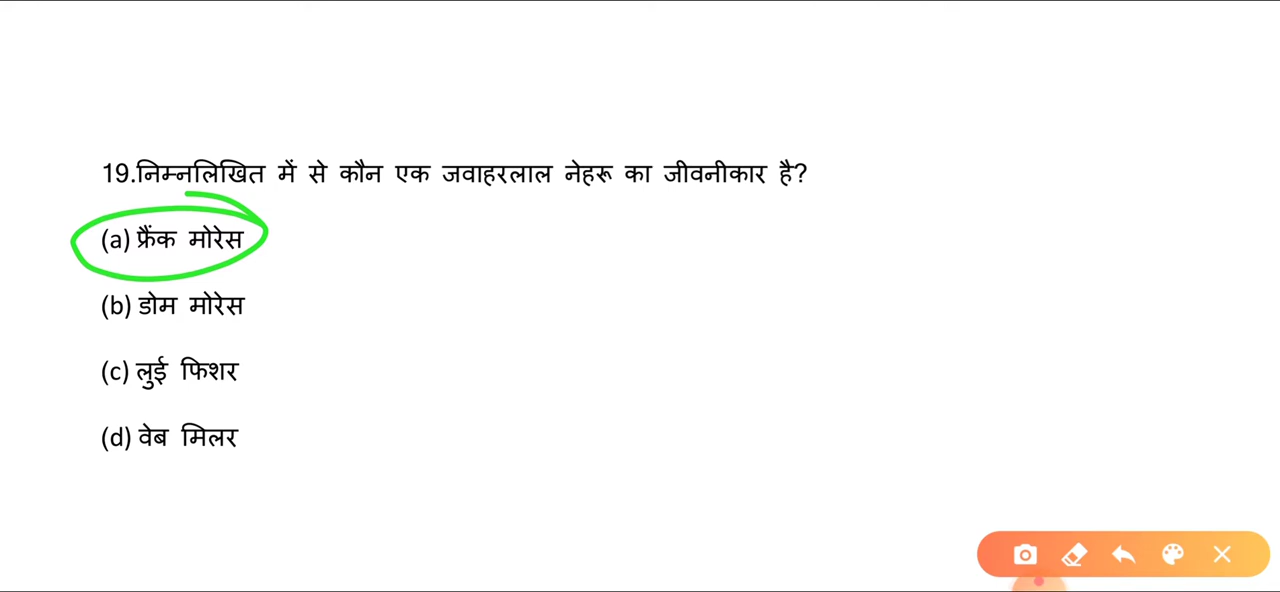 19.निम्नलिखित में से कौन एक जवाहरलाल नेहरू का जीवनीकार है?
(a) फ्रैंक मोरेस
(b) डोम मोरेस
(c) लुई फिशर
(d) वेब मिलर